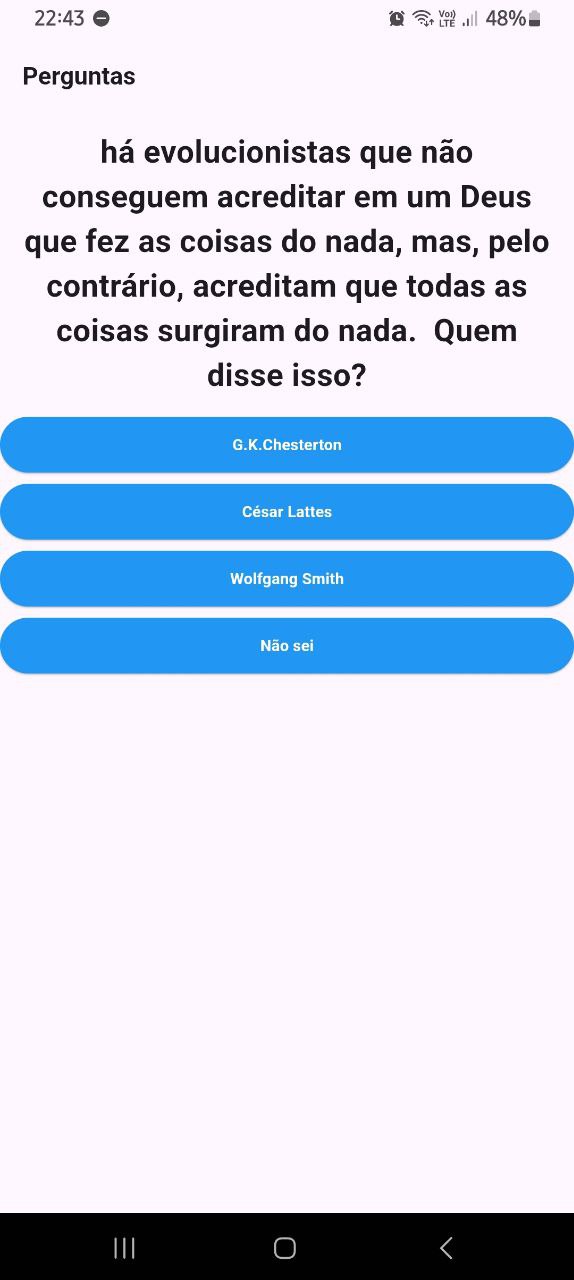 22:43
Vo))
LTE
48%
Perguntas
há evolucionistas que não
conseguem acreditar em um Deus
que fez as coisas do nada, mas, pelo
contrário, acreditam que todas as
coisas surgiram do nada.  Quem
disse isso?
G.K.Chesterton
César Lattes
Wolfgang Smith
Não sei